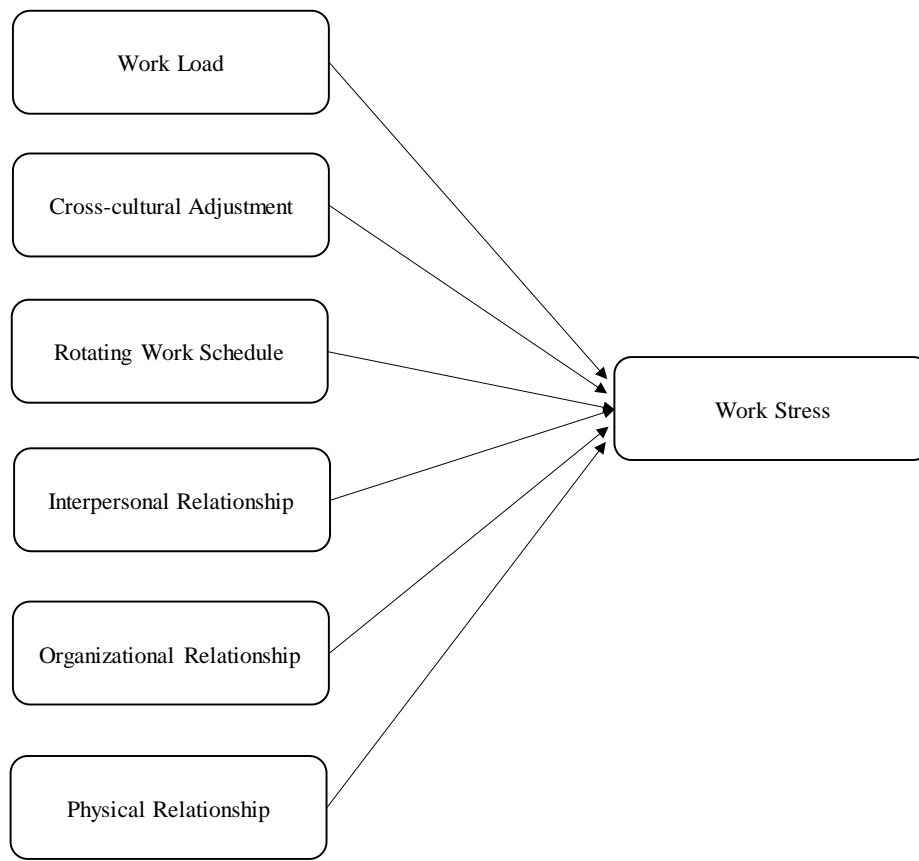 Work Load
Cross-cultural Adjustment
Rotating Work Schedule
Work Stress
Interpersonal Relationship
Organizational Relationship
Physical Relationship